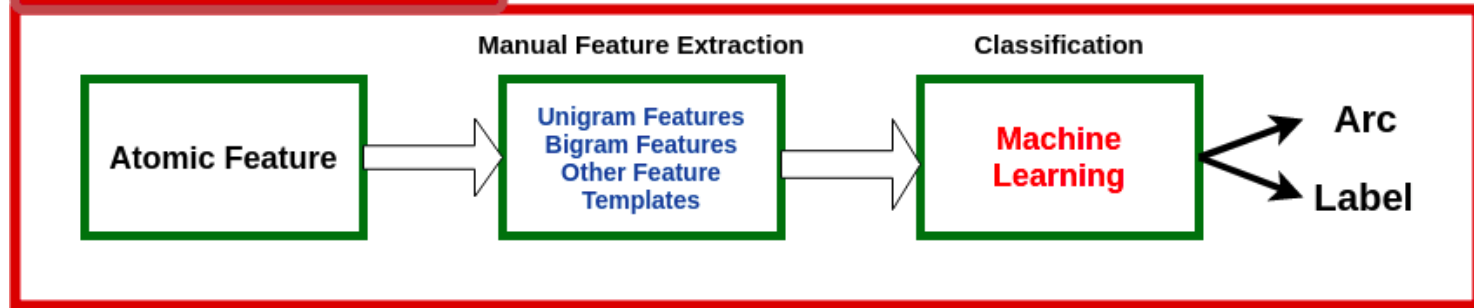 Manual Feature Extraction
Classification
Atomic Feature
Unigram Features
Bigram Features
Other Feature
Templates
Machine
Learning
Arc
Label